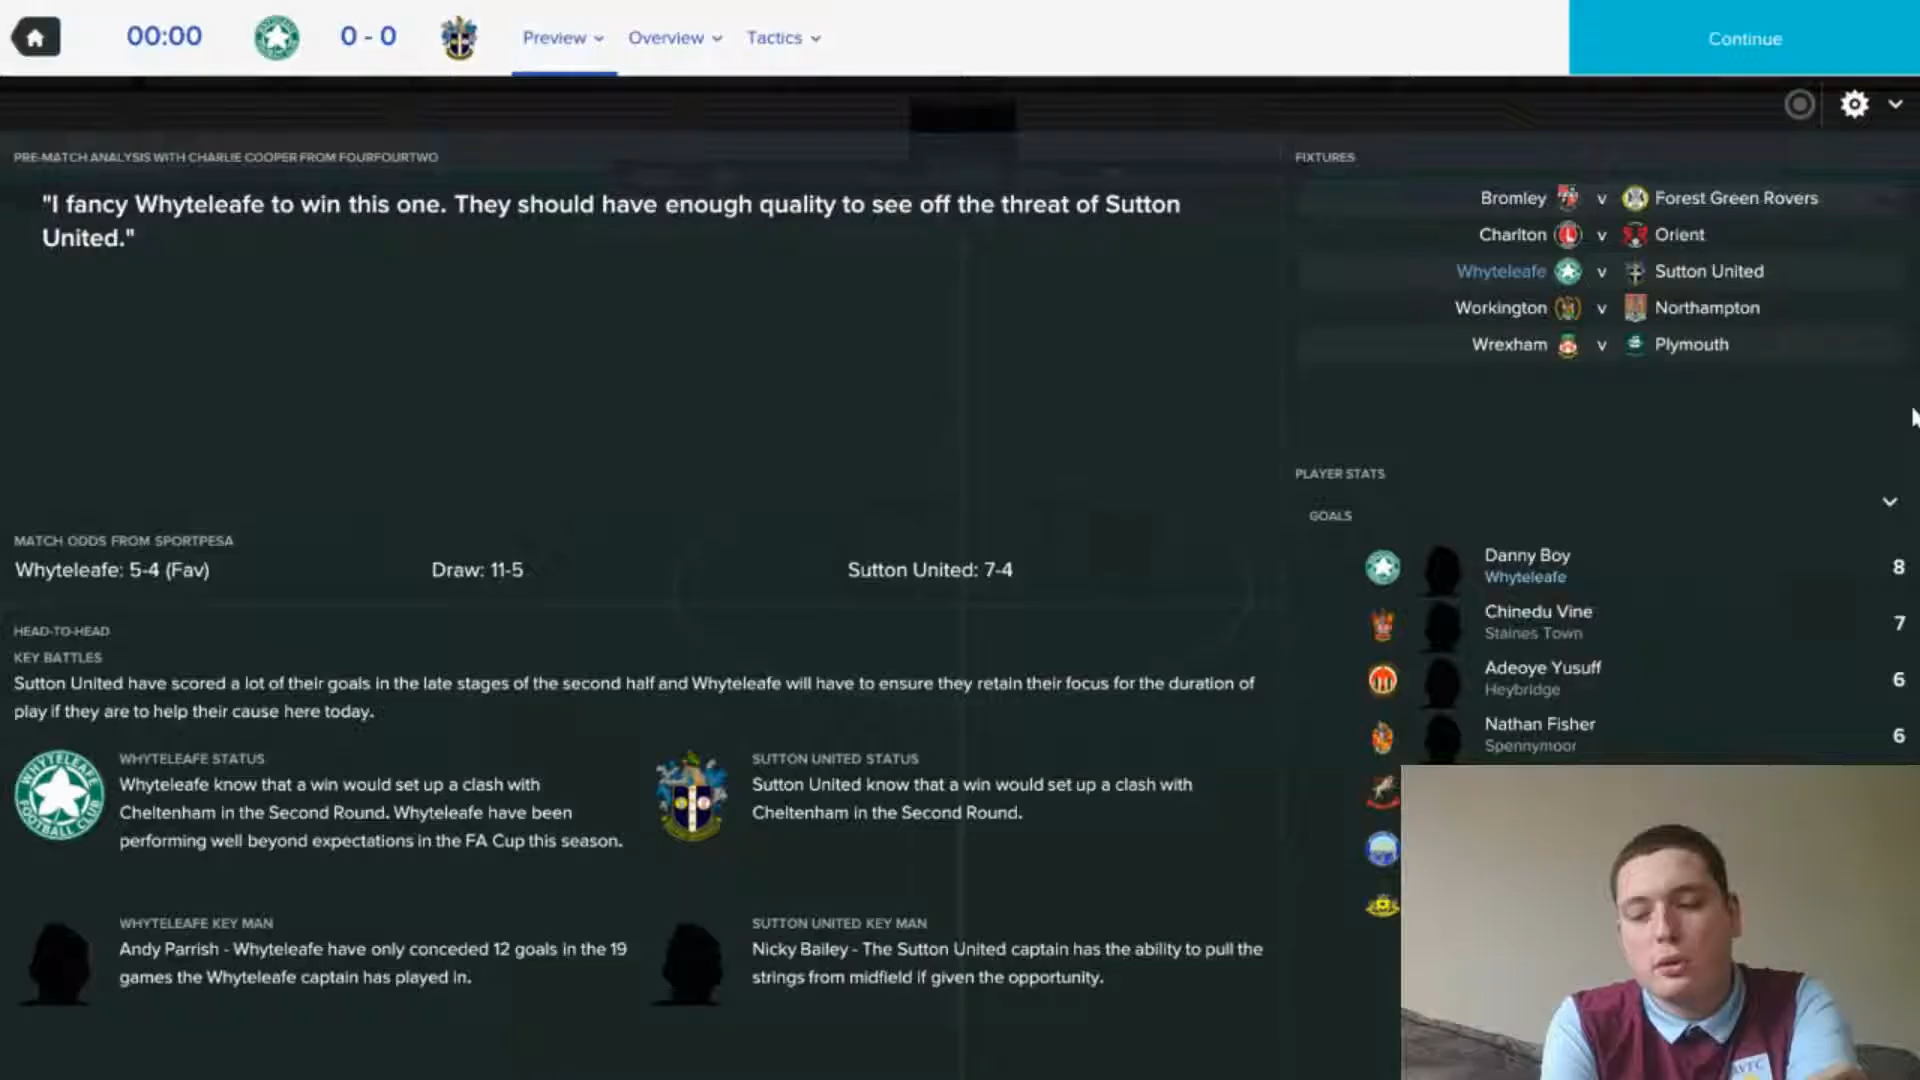 00:00
0 - 0
Preview
Overview
Tactics
Continue
PRE-MATCH ANALYSIS WITH CHARLIE COOPER FROM FOURFOURTWO
"I fancy Whyteleafe to win this one. They should have enough quality to see off the threat of Sutton
United."
MATCH ODDS FROM SPORTPESA
Whyteleafe: 5-4 (Fav)
Draw: 11-5
Sutton United: 7-4
HEAD-TO-HEAD
KEY BATTLES
Sutton United have scored a lot of their goals in the late stages of the second half and Whyteleafe will have to ensure they retain their focus for the duration of
play if they are to help their cause here today.
WHYTELEAFE
FOOTBALL CLUB
WHYTELEAFE STATUS
Whyteleafe know that a win would set up a clash with
Cheltenham in the Second Round. Whyteleafe have been
performing well beyond expectations in the FA Cup this season.
SUTTON UNITED STATUS
Sutton United know that a win would set up a clash with
Cheltenham in the Second Round.
WHYTELEAFE KEY MAN
Andy Parrish - Whyteleafe have only conceded 12 goals in the 19
games the Whyteleafe captain has played in.
SUTTON UNITED KEY MAN
Nicky Bailey - The Sutton United captain has the ability to pull the
strings from midfield if given the opportunity.
FIXTURES
Bromley v Forest Green Rovers
Charlton v Orient
Whyteleafe v Sutton United
Workington v Northampton
Wrexham v Plymouth
PLAYER STATS
GOALS
Danny Boy 8
Whyteleafe
Chinedu Vine 7
Staines Town
Adeoye Yusuff 6
Heybridge
Nathan Fisher 6
Spennymoor
AVFC